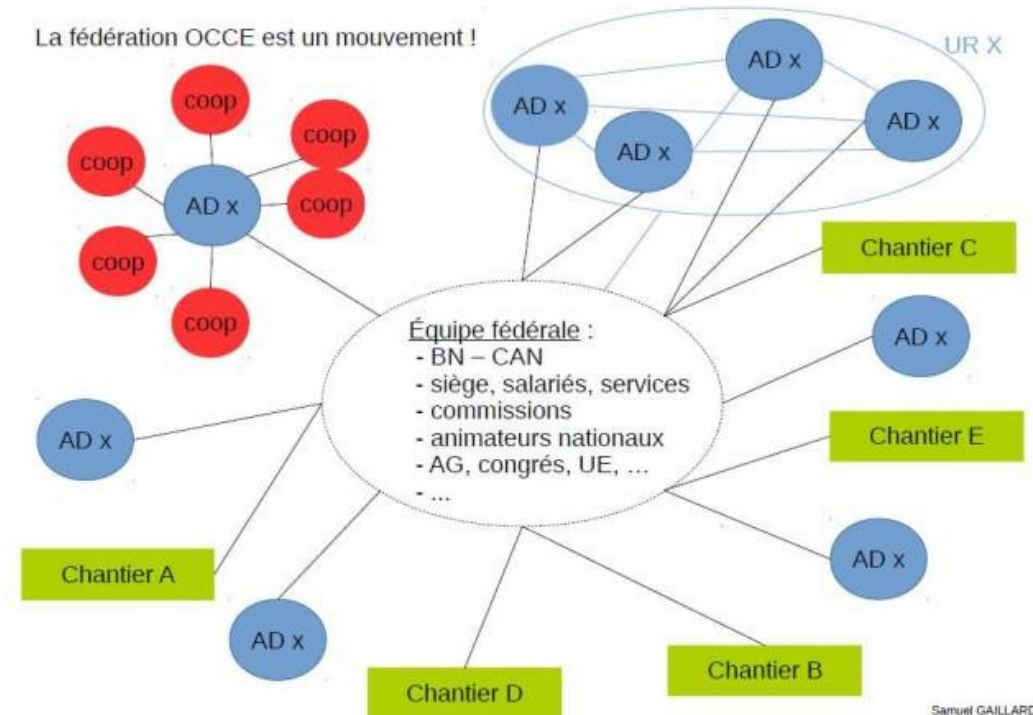 La fédération OCCE est un mouvement !
UR X
AD x
AD x
AD x
AD x
coop
coop
coop
coop
AD x
coop
coop
coop
Chantier C
Équipe fédérale :
- BN – CAN
- siège, salariés, services
- commissions
- animateurs nationaux
- AG, congrés, UE, ...
- ...
AD x
AD x
Chantier E
AD x
Chantier A
AD x
Chantier B
Chantier D
Samuel GAILLARD